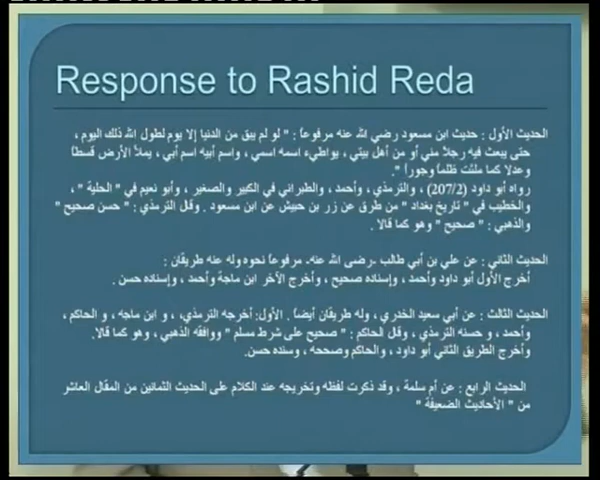 Response to Rashid Reda
الحديث الأول : حديث ابن مسعود رضي الله عنه مرفوعاً : " لو لم يبق من الدنيا إلا يوم لطول الله ذلك اليوم ،
حتى يبعث فيه رجلاً مني أو من أهل بيتي ، يواطيء اسمه اسمي ، واسم أبيه اسم أبي ، يملأ الأرض قسطاً
وعدلا كما ملئت ظلماً وجوراً ".
رواه أبو داود (207/2) ، والترمذي ، وأحمد ، والطبراني في الكبير والصغير ، وأبو نعيم في " الحلية " ،
والخطيب في " تاريخ بغداد " من طرق عن زر بن حبيش عن ابن مسعود . وقال الترمذي : " حسن صحيح "
والذهبي : " صحيح " وهو كما قالا .
الحديث الثاني : عن علي بن أبي طالب -رضى الله عنه- مرفوعاً نحوه وله عنه طريقان :
أخرج الأول أبو داود وأحمد ، وإسناده صحيح ، وأخرج الآخر ابن ماجة وأحمد ، وإسناده حسن .
الحديث الثالث : عن أبي سعيد الخدري ، وله طريقان أيضاً . الأول: أخرجه الترمذي، ، و ابن ماجه ، و الحاكم ،
وأحمد ، و حسنه الترمذي ، وقال الحاكم : " صحيح على شرط مسلم " ووافقه الذهبي ، وهو كما قالا.
وأخرج الطريق الثاني أبو داود ، والحاكم وصححه ، وسنده حسن.
الحديث الرابع : عن أم سلمة ، وقد ذكرت لفظه وتخريجه عند الكلام على الحديث الثمانين من المقال العاشر
من " الأحاديث الضعيفة "